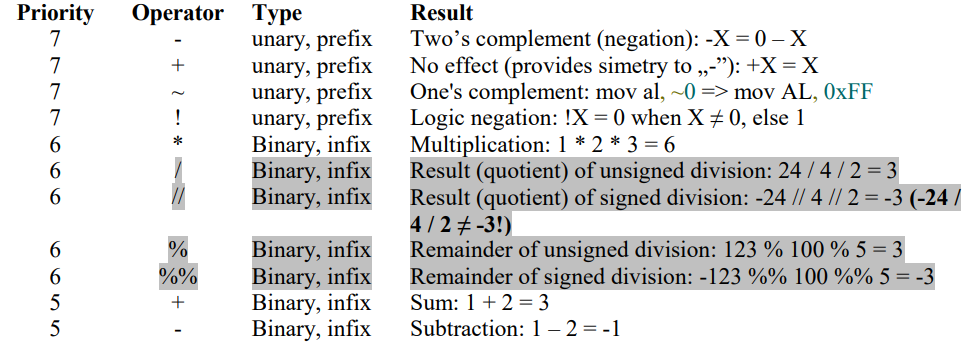 Priority Operator Type Result
7 - unary, prefix Two’s complement (negation): -X = 0 – X
7 + unary, prefix No effect (provides simetry to „-”): +X = X
7 ~ unary, prefix One's complement: mov al, ~0 => mov AL, 0xFF
7 ! unary, prefix Logic negation: !X = 0 when X ≠ 0, else 1
6 * Binary, infix Multiplication: 1 * 2 * 3 = 6
6 / Binary, infix Result (quotient) of unsigned division: 24 / 4 / 2 = 3
6 // Binary, infix Result (quotient) of signed division: -24 // 4 // 2 = -3 (-24 /
4 / 2 ≠ -3!)
6 % Binary, infix Remainder of unsigned division: 123 % 100 % 5 = 3
6 %% Binary, infix Remainder of signed division: -123 %% 100 %% 5 = -3
5 + Binary, infix Sum: 1 + 2 = 3
5 - Binary, infix Subtraction: 1 – 2 = -1